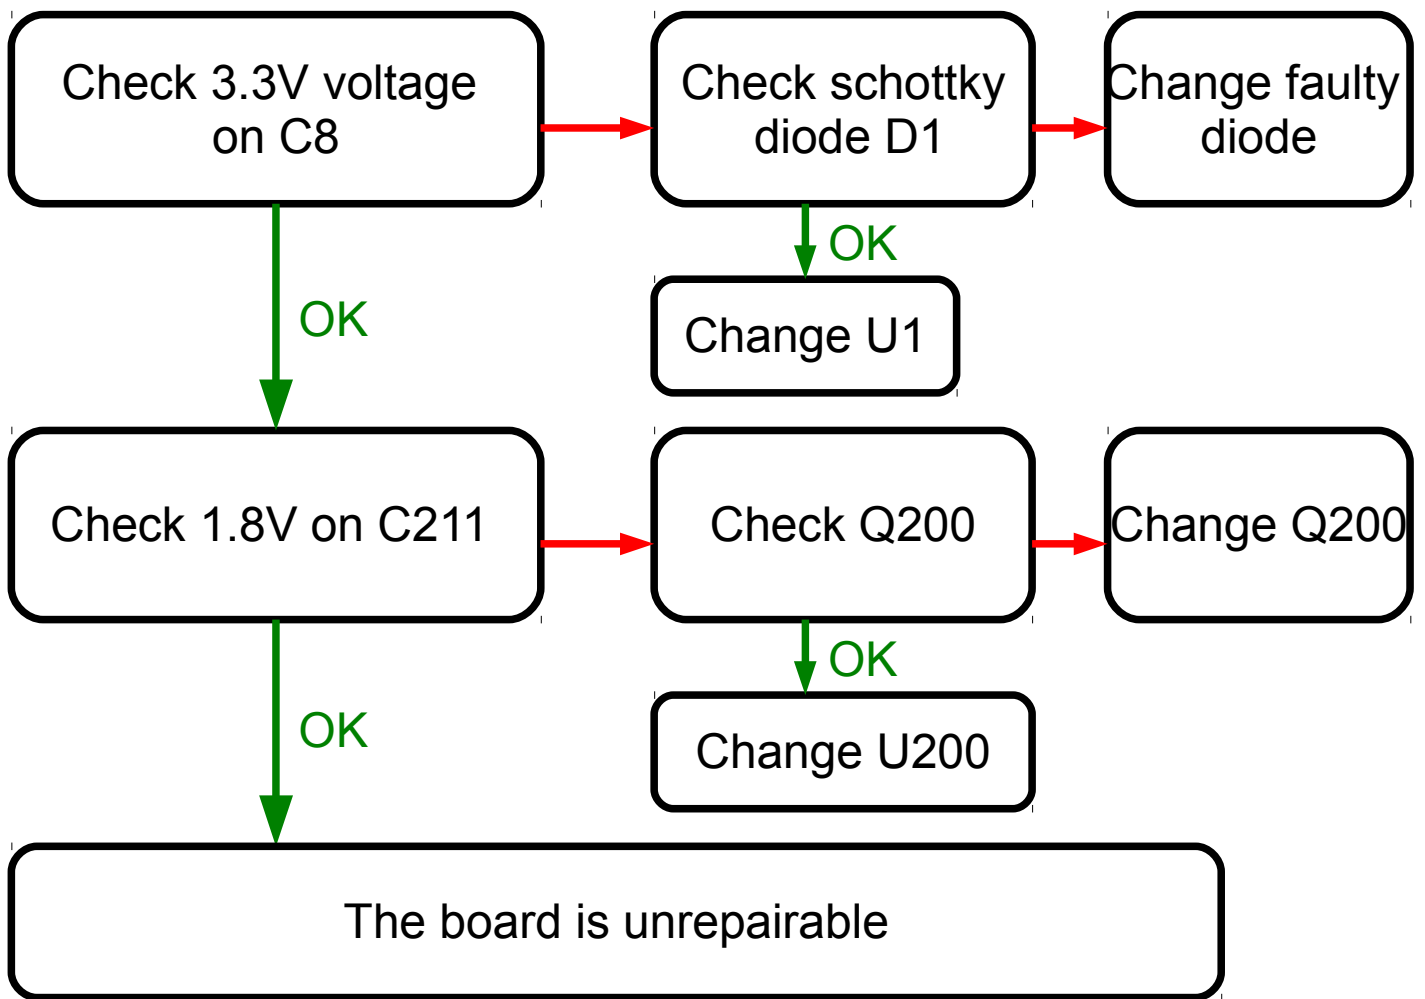 Check 3.3V voltage
on C8
Check schottky
diode D1
Change faulty
diode
OK
OK
Change U1
Check 1.8V on C211
Check Q200
Change Q200
OK
OK
Change U200
The board is unrepairable